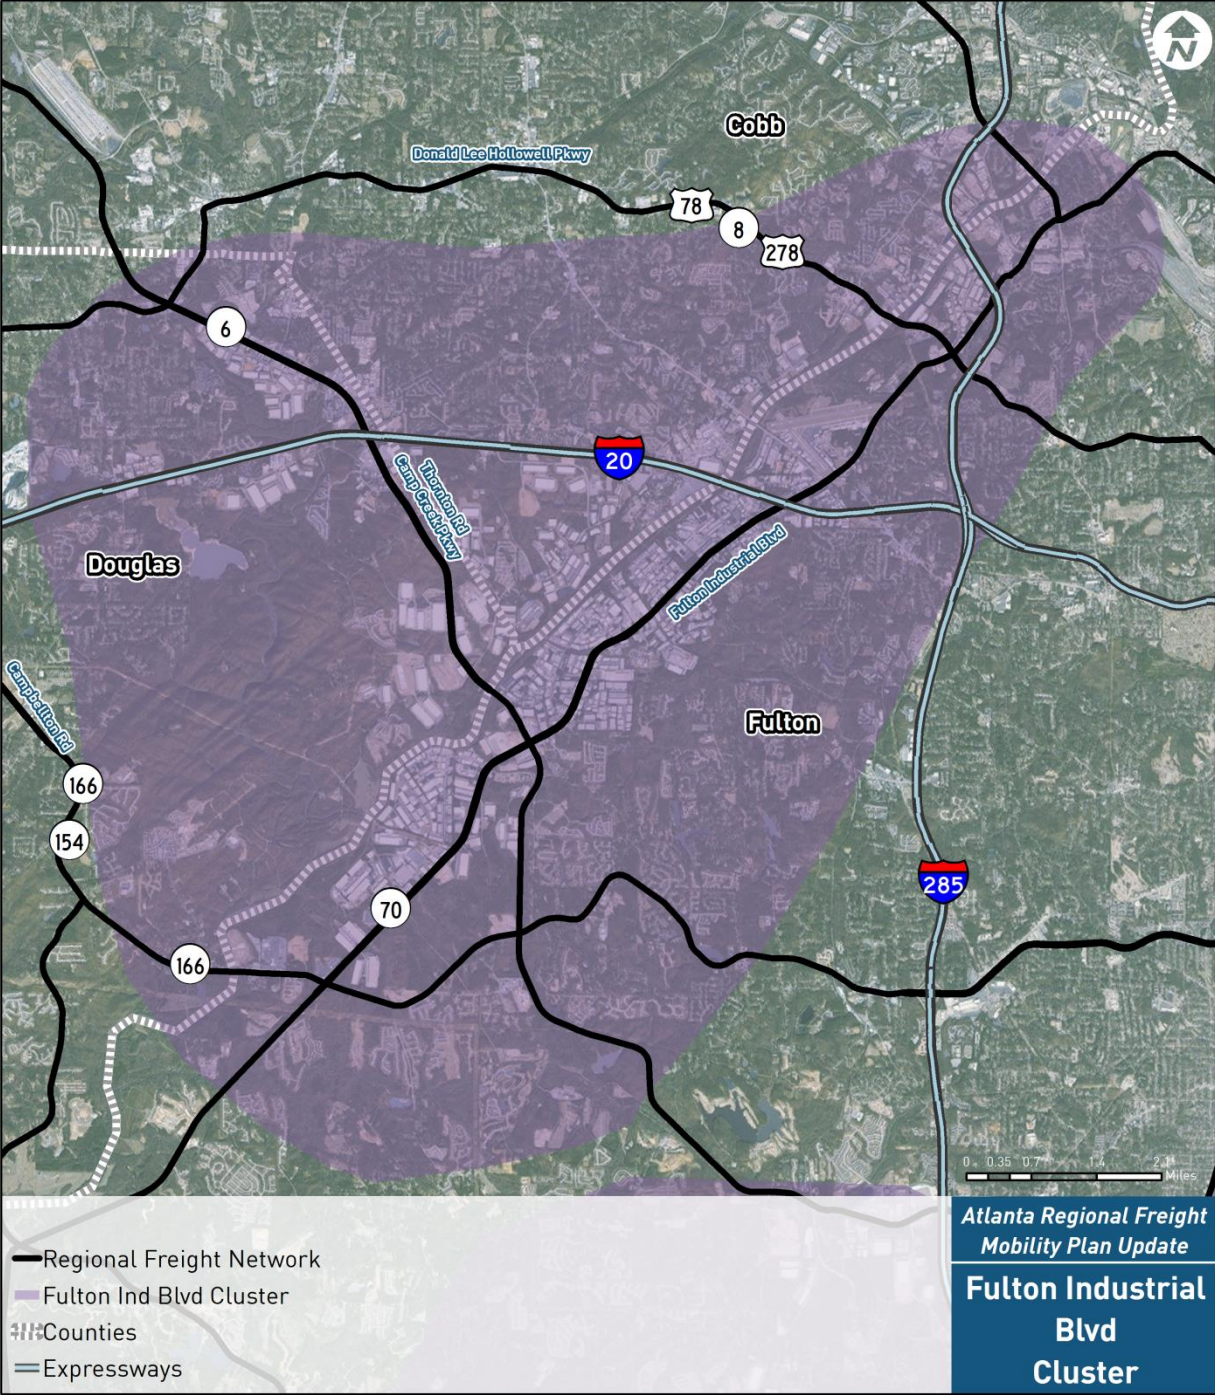 N
Cobb
Donald Lee Hollowell Pkwy
78
8
278
6
20
Thornton Rd
Camp Creek Pkwy
Fulton Industrial Blvd
Douglas
Campbellton Rd
Fulton
166
154
285
70
166
0 0.35 0.7 1.4 2.1
Miles
Atlanta Regional Freight
Mobility Plan Update
Fulton Industrial
Blvd
Cluster
Regional Freight Network
Fulton Ind Blvd Cluster
Counties
Expressways